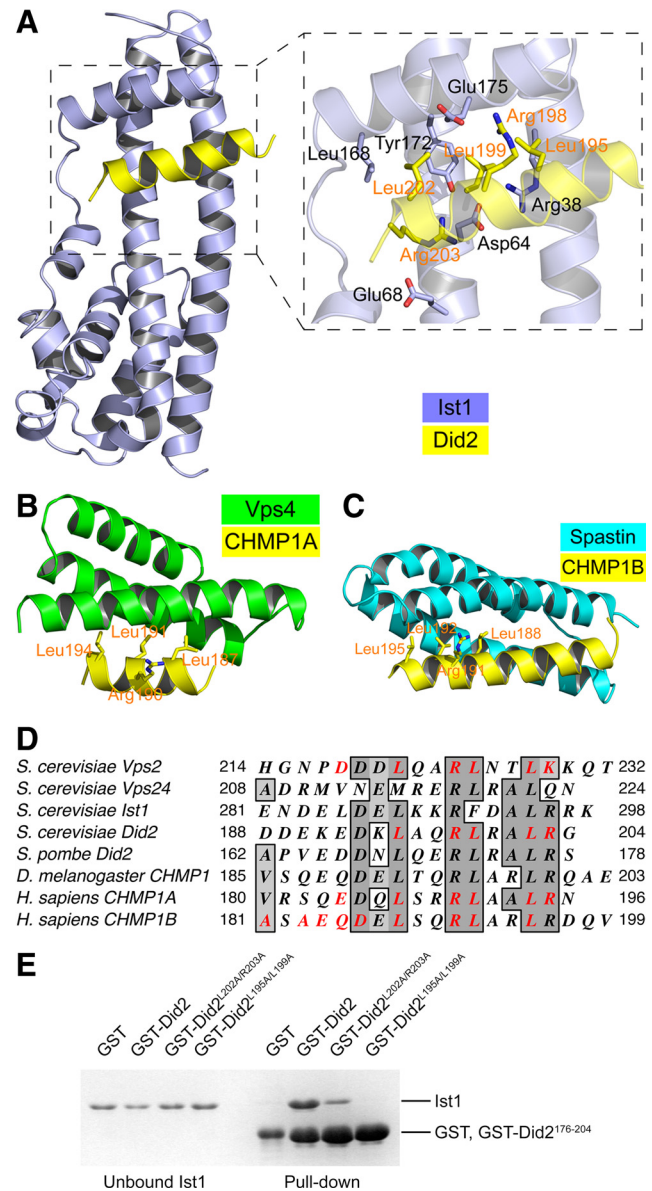 A
Glu175
Arg198
Tyr172
Leu199
Leu195
Leu168
Leu202
Arg38
Arg203
Asp64
Glu68
Ist1
Did2
B
Vps4
CHMP1A
Leu191
Leu194
Leu187
Arg190
C
Spastin
CHMP1B
Leu192
Leu188
Leu195
Arg191
D
S. cerevisiae Vps2 214 H G N P D D D L Q A R L N T L K K Q T 232
S. cerevisiae Vps24 208 A D R M V N E M R E R L R A L Q N 224
S. cerevisiae Ist1 281 E N D E L D E L K K R F D A L R R K 298
S. cerevisiae Did2 188 D D E K E D K L A Q R L R A L R G 204
S. pombe Did2 162 A P V E D D N L Q E R L R A L R S 178
D. melanogaster CHMP1 185 V S Q E Q D E L T Q R L A R L R Q A E 203
H. sapiens CHMP1A 180 V R S Q E D Q L S R R L A A L R N 196
H. sapiens CHMP1B 181 A S A E Q D E L S Q R L A R L R D Q V 199
E
GST
GST-Did2
GST-Did2L202A/R203A
GST-Did2L195A/L199A
GST
GST-Did2
GST-Did2L202A/R203A
GST-Did2L195A/L199A
Ist1
GST, GST-Did2176-204
Unbound Ist1
Pull-down